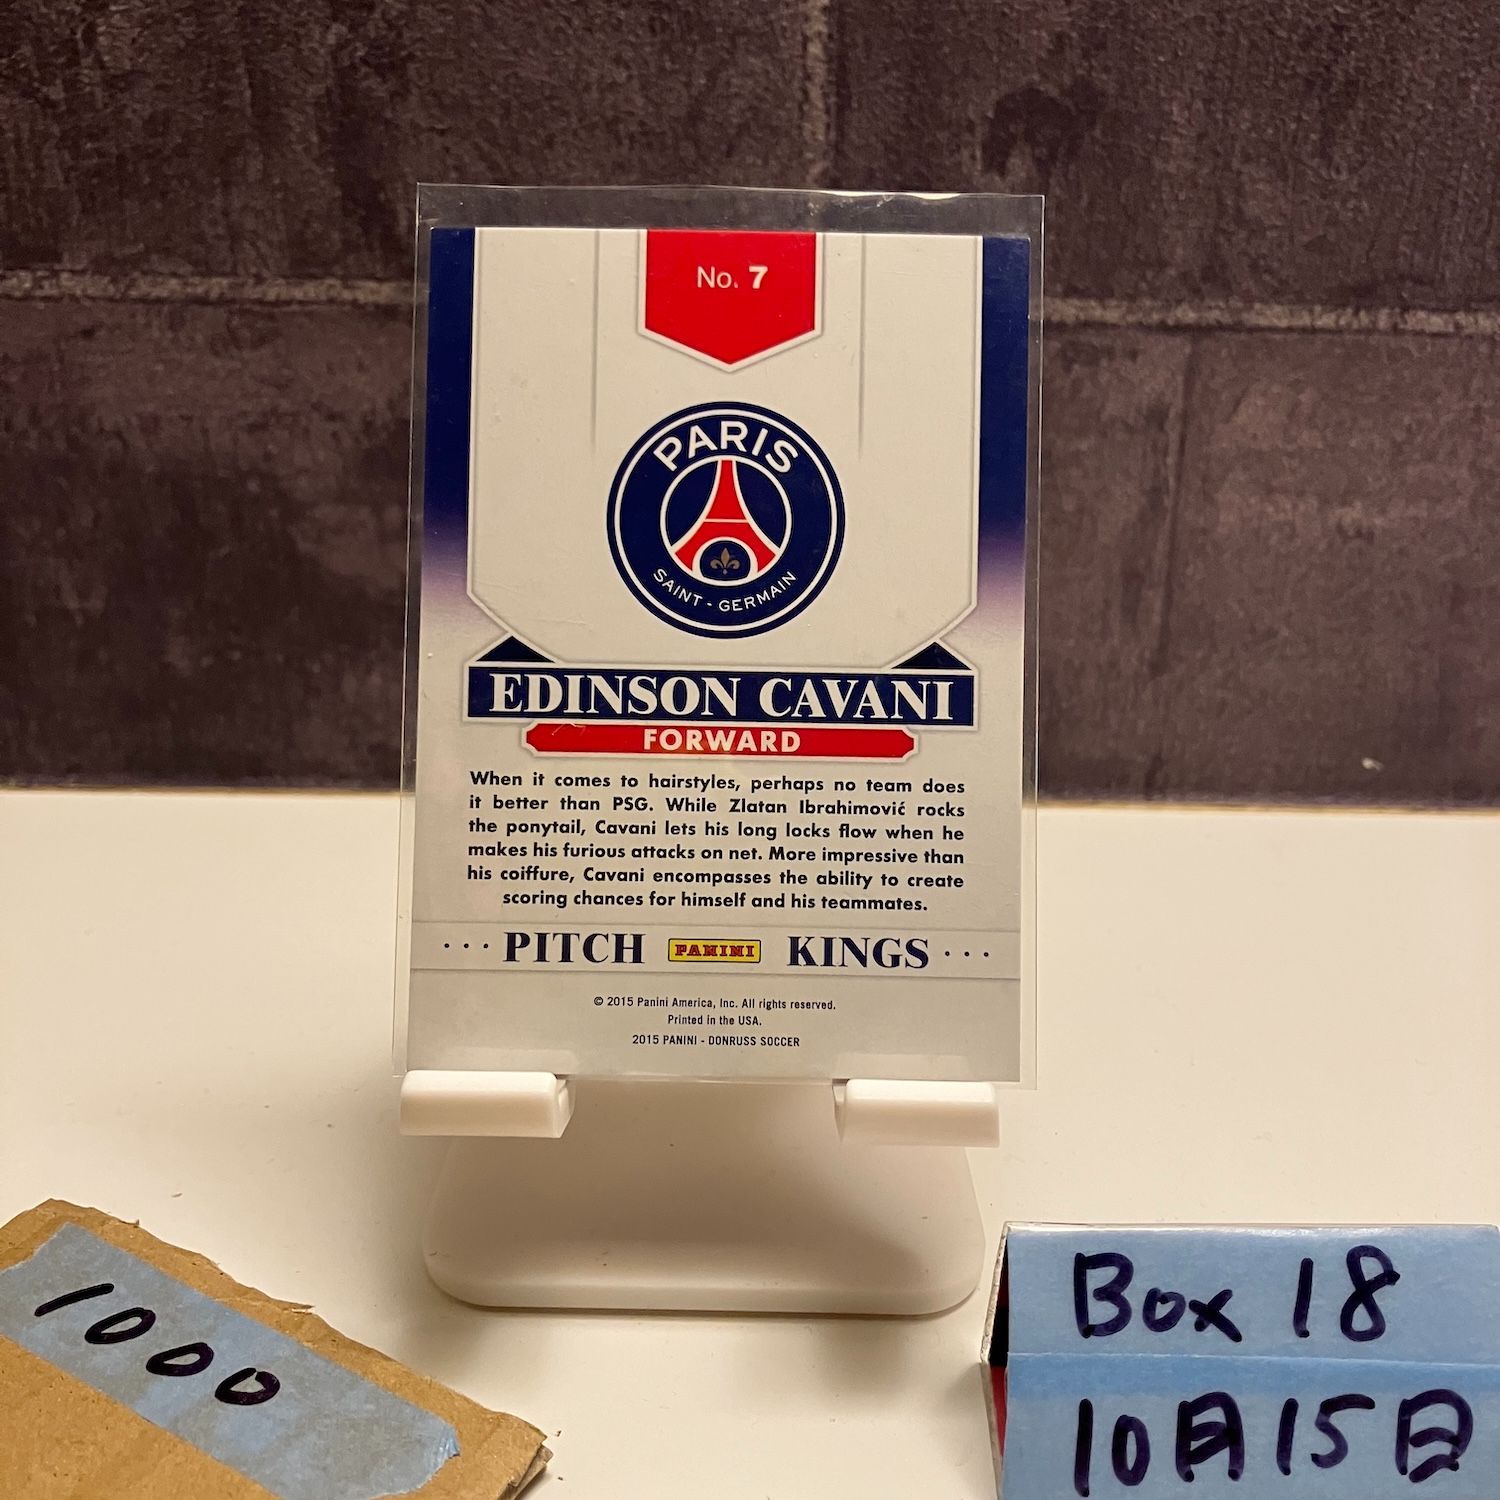 No. 7
PARIS
SAINT - GERMAIN
EDINSON CAVANI
FORWARD
When it comes to hairstyles, perhaps no team does
it better than PSG. While Zlatan Ibrahimović rocks
the ponytail, Cavani lets his long locks flow when he
makes his furious attacks on net. More impressive than
his coiffure, Cavani encompasses the ability to create
scoring chances for himself and his teammates.
··· PITCH PANINI KINGS ···
© 2015 Panini America, Inc. All rights reserved.
Printed in the USA.
2015 PANINI - DONRUSS SOCCER
1000
Box 18
10月15日